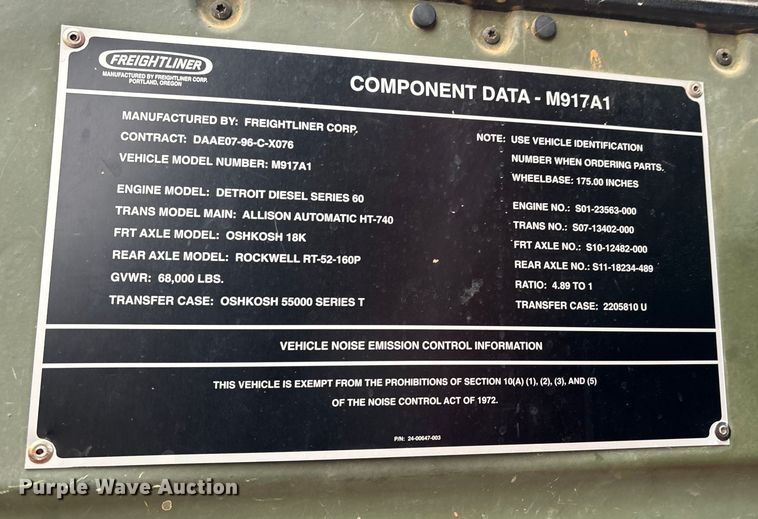 FREIGHTLINER
MANUFACTURED BY FREIGHTLINER CORP.
PORTLAND, OREGON
COMPONENT DATA - M917A1
MANUFACTURED BY: FREIGHTLINER CORP.
CONTRACT: DAAE07-96-C-X076
VEHICLE MODEL NUMBER: M917A1
ENGINE MODEL: DETROIT DIESEL SERIES 60
TRANS MODEL MAIN: ALLISON AUTOMATIC HT-740
FRT AXLE MODEL: OSHKOSH 18K
REAR AXLE MODEL: ROCKWELL RT-52-160P
GVWR: 68,000 LBS.
TRANSFER CASE: OSHKOSH 55000 SERIES T
NOTE: USE VEHICLE IDENTIFICATION
NUMBER WHEN ORDERING PARTS.
WHEELBASE: 175.00 INCHES
ENGINE NO.: S01-23563-000
TRANS NO.: S07-13402-000
FRT AXLE NO.: S10-12482-000
REAR AXLE NO.: S11-18234-489
RATIO: 4.89 TO 1
TRANSFER CASE: 2205810 U
VEHICLE NOISE EMISSION CONTROL INFORMATION
THIS VEHICLE IS EXEMPT FROM THE PROHIBITIONS OF SECTION 10(A) (1), (2), (3), AND (5)
OF THE NOISE CONTROL ACT OF 1972.
P/N: 24-00647-003
Purple Wave Auction